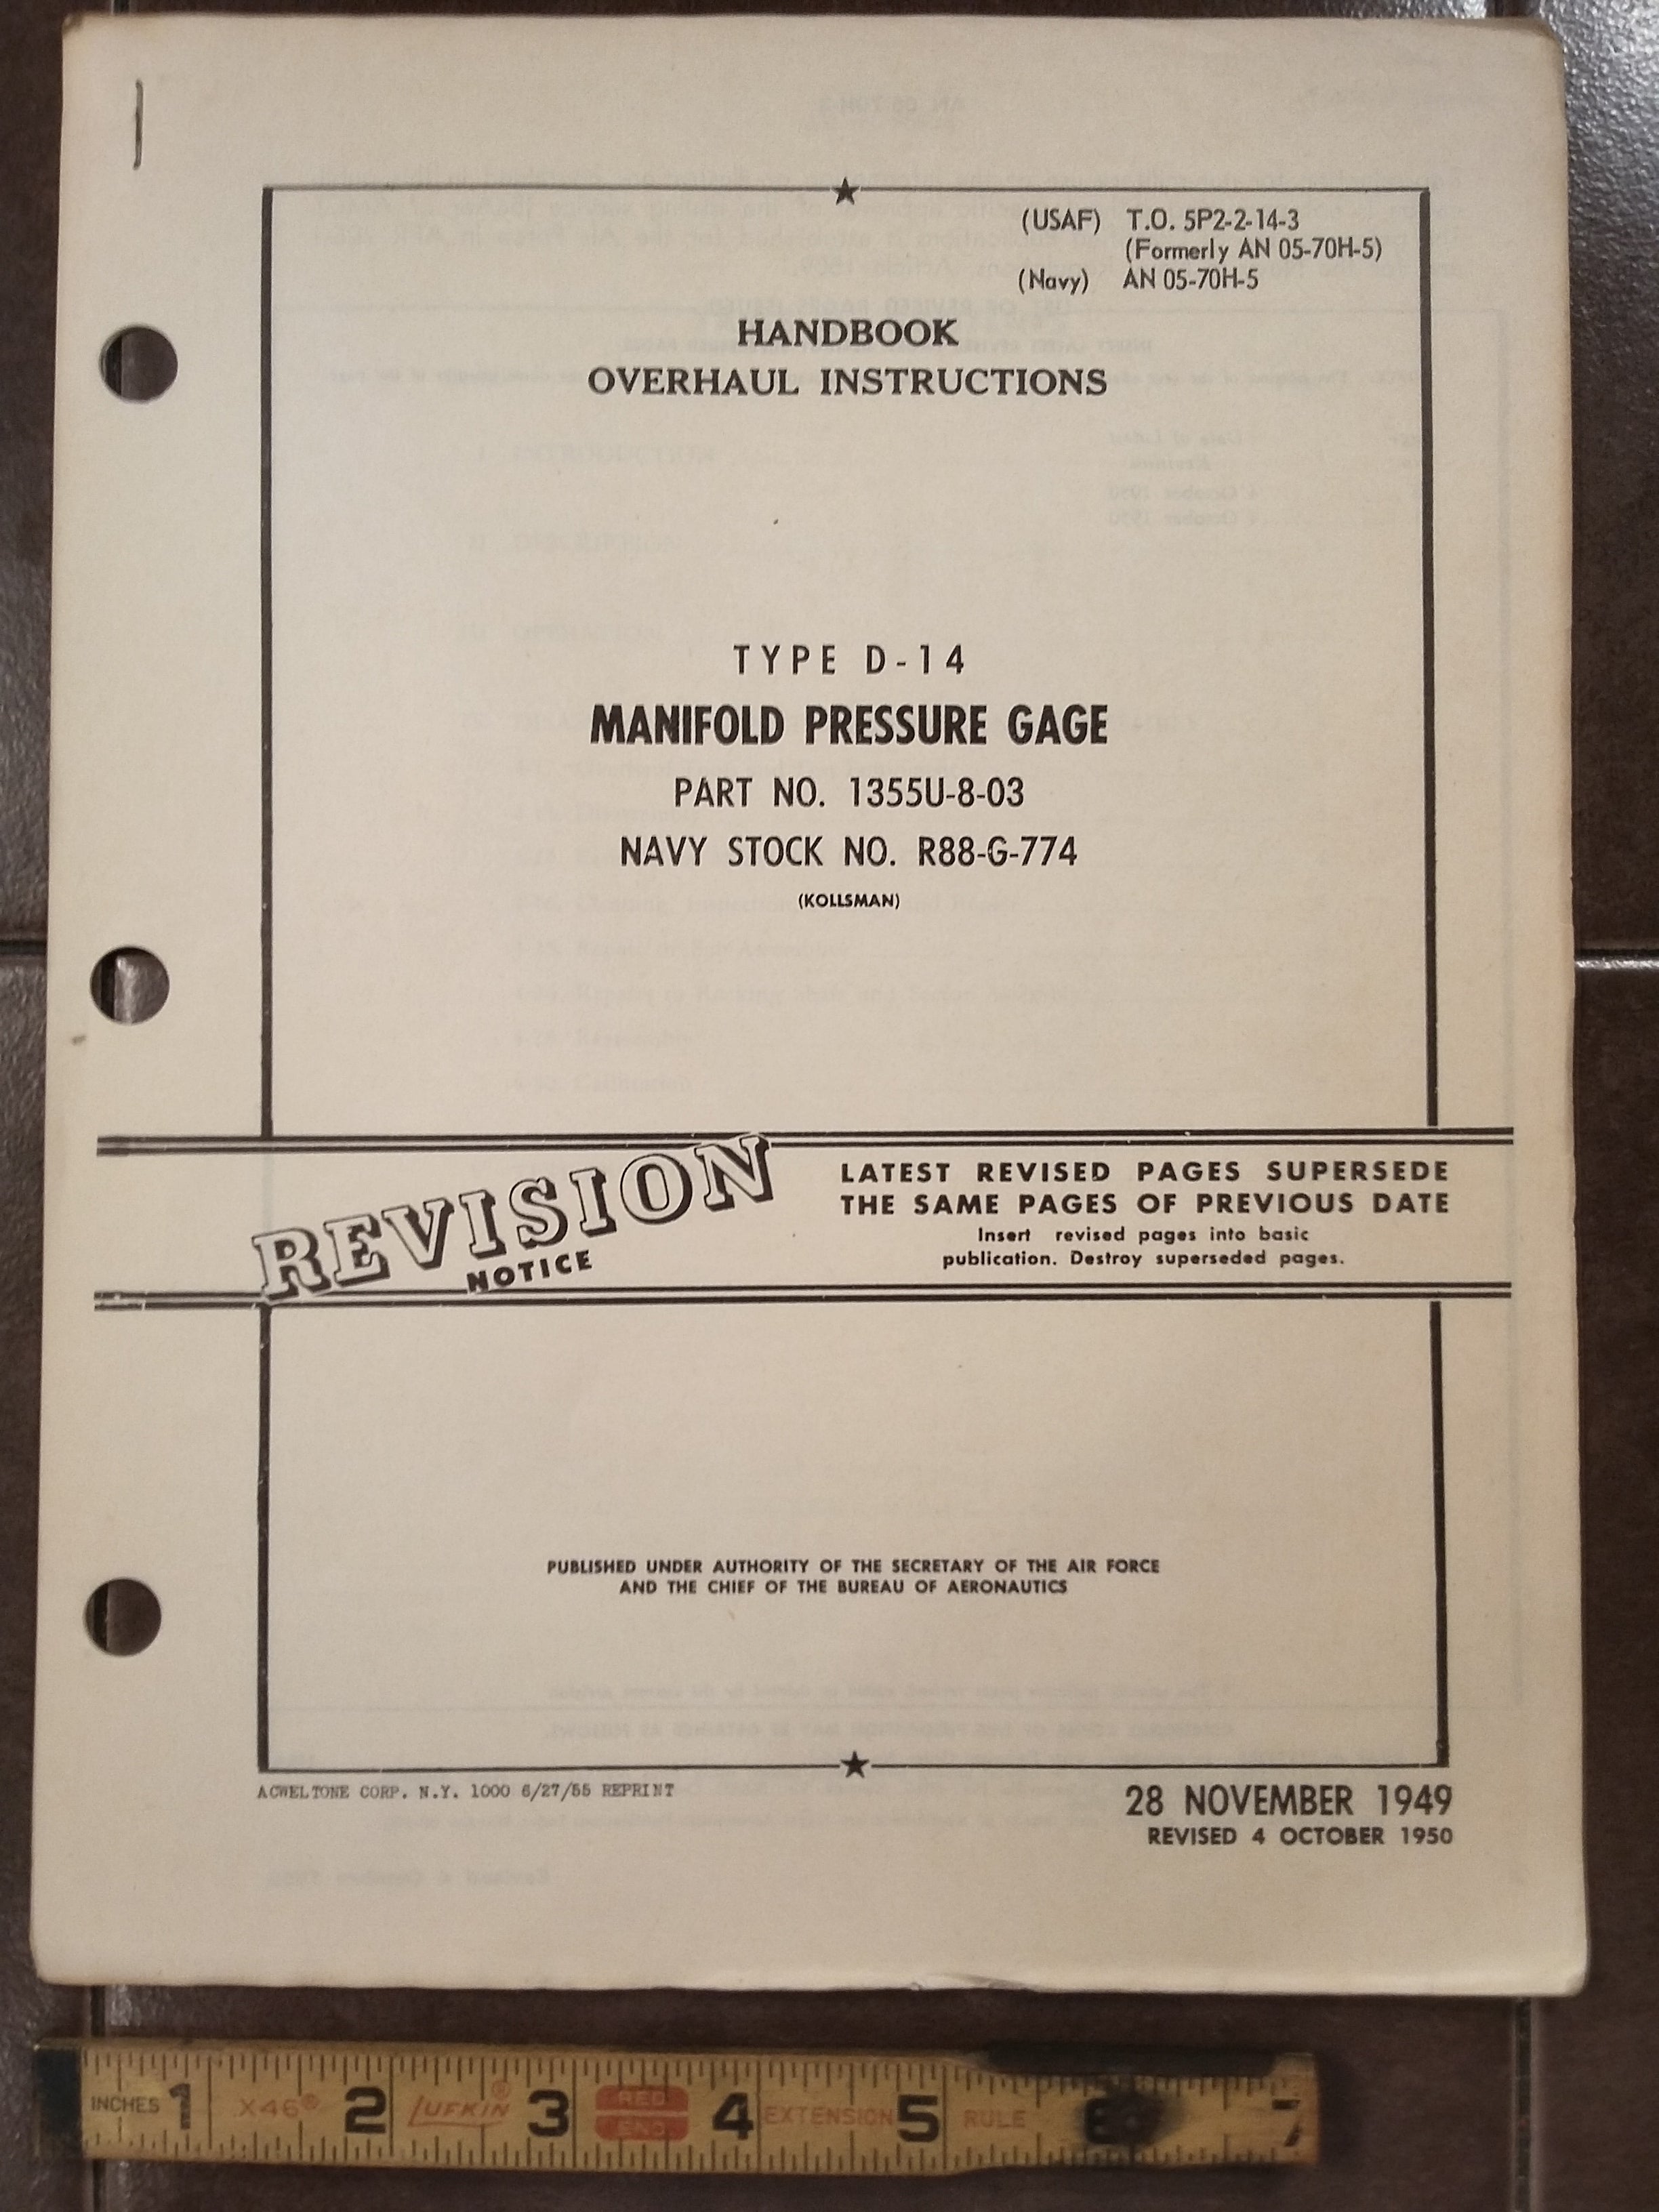 (USAF) T.O. 5P2-2-14-3
(Formerly AN 05-70H-5)
(Navy) AN 05-70H-5
HANDBOOK
OVERHAUL INSTRUCTIONS
TYPE D-14
MANIFOLD PRESSURE GAGE
PART NO. 1355U-8-03
NAVY STOCK NO. R88-G-774
(KOLLSMAN)
REVISION
NOTICE
LATEST REVISED PAGES SUPERSEDE
THE SAME PAGES OF PREVIOUS DATE
Insert revised pages into basic
publication. Destroy superseded pages.
PUBLISHED UNDER AUTHORITY OF THE SECRETARY OF THE AIR FORCE
AND THE CHIEF OF THE BUREAU OF AERONAUTICS
ACWELTONE CORP. N.Y. 1000 6/27/55 REPRINT
28 NOVEMBER 1949
REVISED 4 OCTOBER 1950
INCHES 1 X46® 2 LUFKIN® 3 RED END 4 EXTENSION 5 RULE 6 7